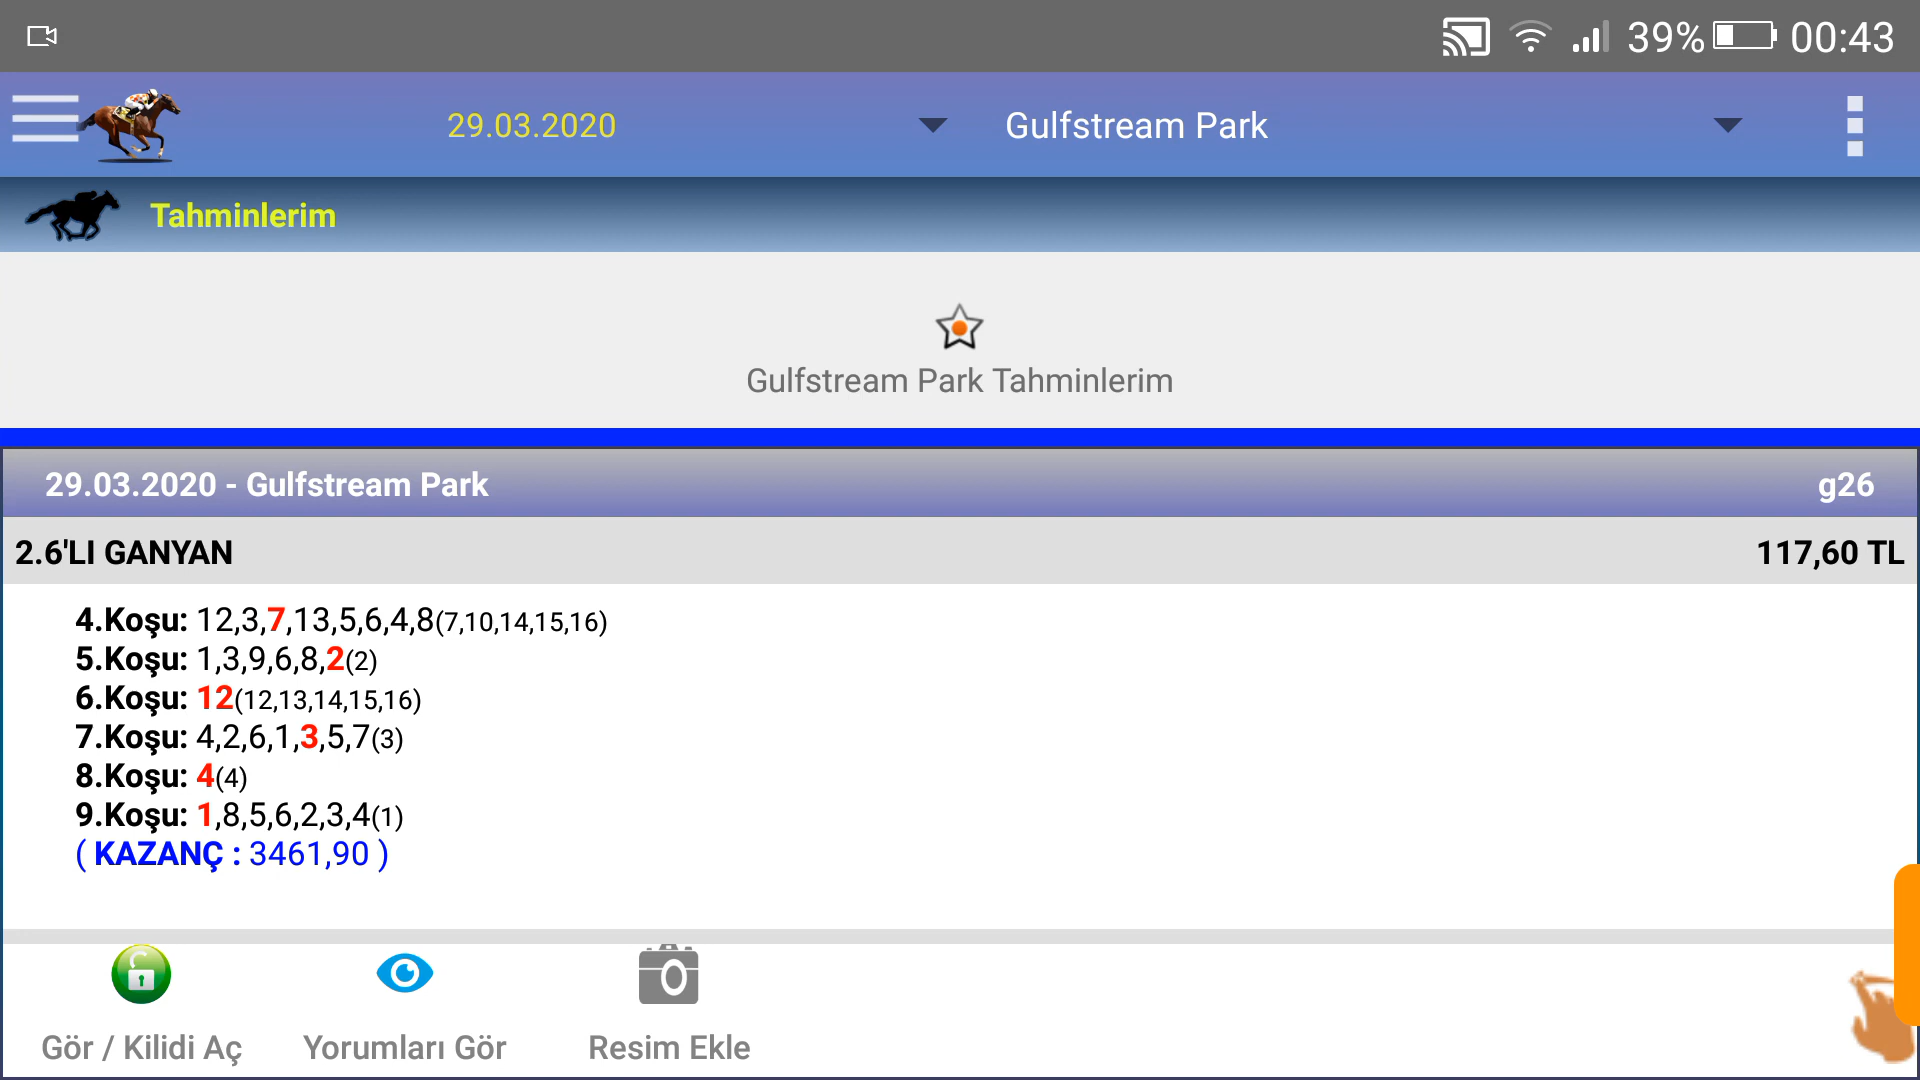 39% 00:43
29.03.2020 Gulfstream Park
Tahminlerim
Gulfstream Park Tahminlerim
29.03.2020 - Gulfstream Park g26
2.6'LI GANYAN 117,60 TL
4.Koşu: 12,3,7,13,5,6,4,8(7,10,14,15,16)
5.Koşu: 1,3,9,6,8,2(2)
6.Koşu: 12(12,13,14,15,16)
7.Koşu: 4,2,6,1,3,5,7(3)
8.Koşu: 4(4)
9.Koşu: 1,8,5,6,2,3,4(1)
( KAZANÇ : 3461,90 )
Gör / Kilidi Aç Yorumları Gör Resim Ekle